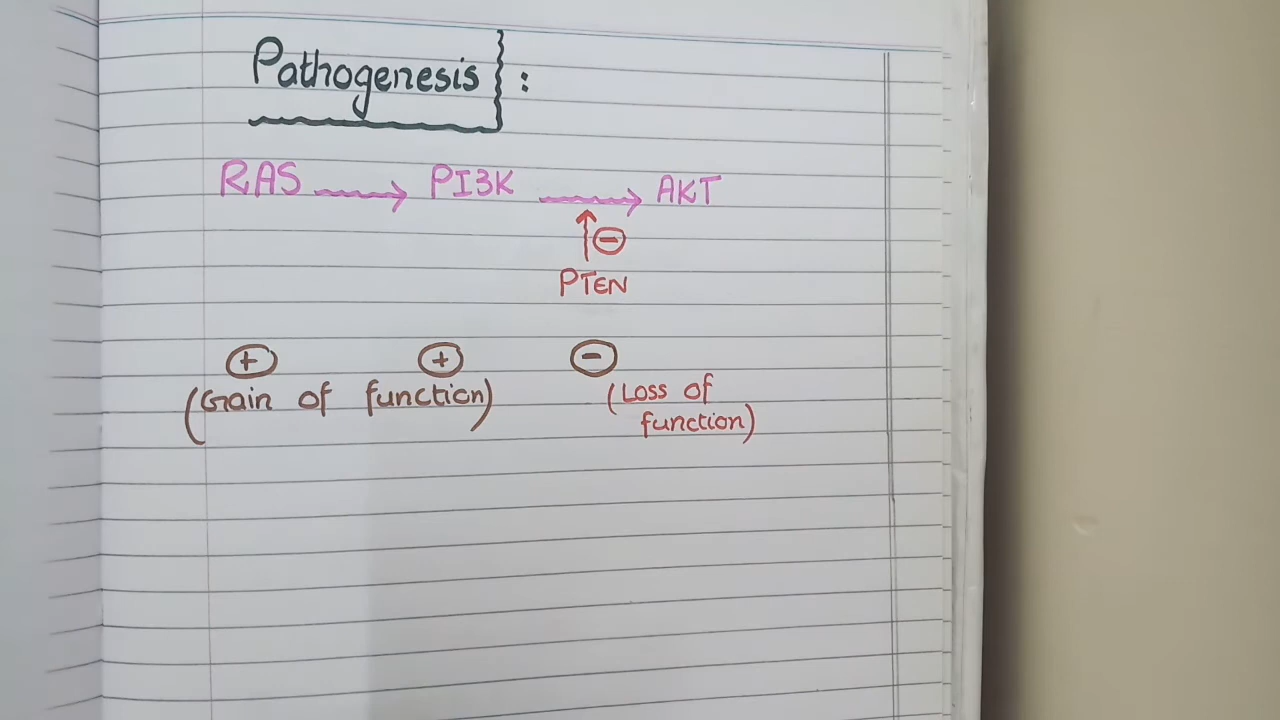 Pathogenesis :
RAS → PI3K → AKT
↑ ⊖
PTEN
⊕ ⊕ ⊖
(Gain of function) (Loss of
function)